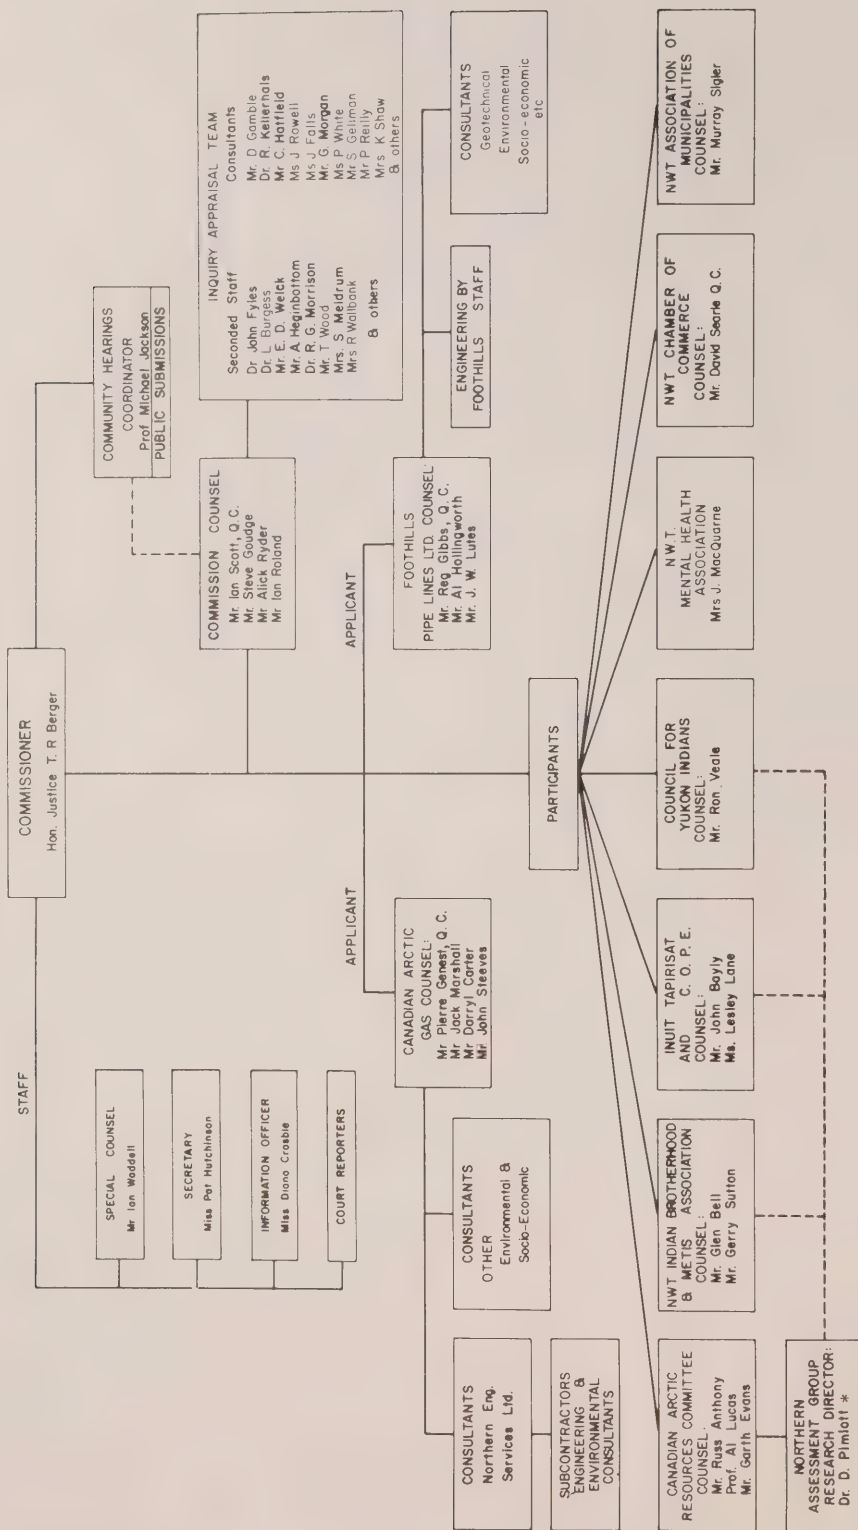 COMMISSIONER
Hon. Justice T. R Berger
STAFF
SPECIAL COUNSEL
Mr Ian Waddell
SECRETARY
Miss Pat Hutchinson
INFORMATION OFFICER
Miss Diana Crosbie
COURT REPORTERS
COMMUNITY HEARINGS
COORDINATOR
Prof Michael Jackson
PUBLIC SUBMISSIONS
COMMISSION COUNSEL
Mr. Ian Scott, Q.C.
Mr. Steve Goudge
Mr Alick Ryder
Mr Ian Roland
INQUIRY APPRAISAL TEAM
Seconded Staff
Dr John Fyles
Dr. L Burgess
Mr. E. D. Weick
Mr. A Heginbottom
Dr. R. G. Morrison
Mr. T Wood
Mrs. S Meldrum
Mrs R Wallbank
& others
Consultants
Mr. D Gamble
Dr. R. Kellerhals
Mr C. Hatfield
Ms J Rowell
Ms J Falls
Mr. G. Morgan
Ms P White
Mr S Gellman
Mr P Reilly
Mrs. K Shaw
& others
APPLICANT
APPLICANT
CANADIAN ARCTIC
GAS COUNSEL:
Mr Pierre Genest, Q. C.
Mr Jack Marshall
Mr Darryl Carter
Mr John Steeves
FOOTHILLS
PIPE LINES LTD. COUNSEL
Mr. Reg Gibbs, Q. C.
Mr. Al Hollingworth
Mr. J. W. Lutes
CONSULTANTS
Northern Eng.
Services Ltd.
CONSULTANTS
OTHER
Environmental &
Socio-Economic
ENGINEERING BY
FOOTHILLS STAFF
CONSULTANTS
Geotechnical
Environmental
Socio-economic
etc
SUBCONTRACTORS
ENGINEERING &
ENVIRONMENTAL
CONSULTANTS
PARTICIPANTS
CANADIAN ARCTIC
RESOURCES COMMITTEE
COUNSEL.
Mr. Russ Anthony
Prof. Al Lucas
Mr. Garth Evans
NWT INDIAN BROTHERHOOD
& METIS ASSOCIATION
COUNSEL:
Mr. Glen Bell
Mr. Gerry Sutton
INUIT TAPIRISAT
AND C. O. P. E.
COUNSEL:
Mr. John Bayly
Ms. Lesley Lane
COUNCIL FOR
YUKON INDIANS
COUNSEL:
Mr. Ron Veale
N.W.T.
MENTAL HEALTH
ASSOCIATION
Mrs J. MacQuarne
NWT CHAMBER OF
COMMERCE
COUNSEL:
Mr. David Searle Q.C.
NWT ASSOCIATION OF
MUNICIPALITIES
COUNSEL:
Mr. Murray Sigler
NORTHERN
ASSESSMENT GROUP
RESEARCH DIRECTOR:
Dr. D. Pimlott *